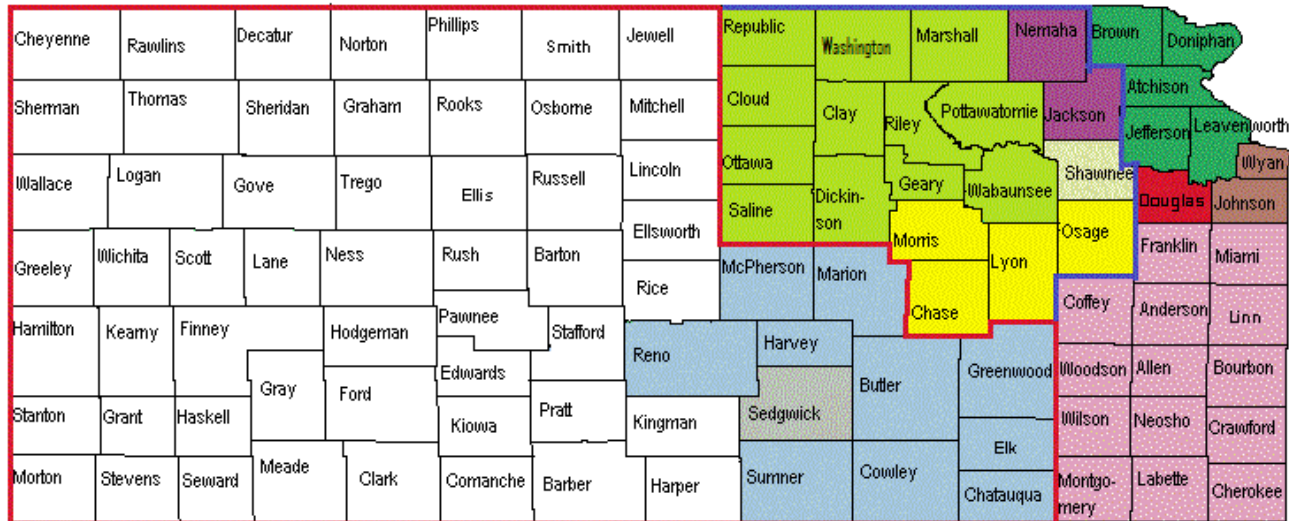 Cheyenne
Rawlins
Decatur
Norton
Phillips
Smith
Jewell
Republic
Washington
Marshall
Nemaha
Brown
Doniphan
Sherman
Thomas
Sheridan
Graham
Rooks
Osborne
Mitchell
Cloud
Clay
Riley
Pottawatomie
Jackson
Atchison
Jefferson
Leavenworth
Wallace
Logan
Gove
Trego
Ellis
Russell
Lincoln
Ottawa
Saline
Dickin-
son
Geary
Wabaunsee
Shawnee
Douglas
Wyan.
Johnson
Greeley
Wichita
Scott
Lane
Ness
Rush
Barton
Ellsworth
Rice
McPherson
Marion
Morris
Chase
Lyon
Osage
Franklin
Miami
Hamilton
Kearny
Finney
Hodgeman
Pawnee
Stafford
Reno
Harvey
Butler
Greenwood
Coffey
Anderson
Linn
Gray
Ford
Edwards
Sedgwick
Woodson
Allen
Bourbon
Stanton
Grant
Haskell
Kiowa
Pratt
Kingman
Elk
Wilson
Neosho
Crawford
Morton
Stevens
Seward
Meade
Clark
Comanche
Barber
Harper
Sumner
Cowley
Chatauqua
Montgo-
mery
Labette
Cherokee